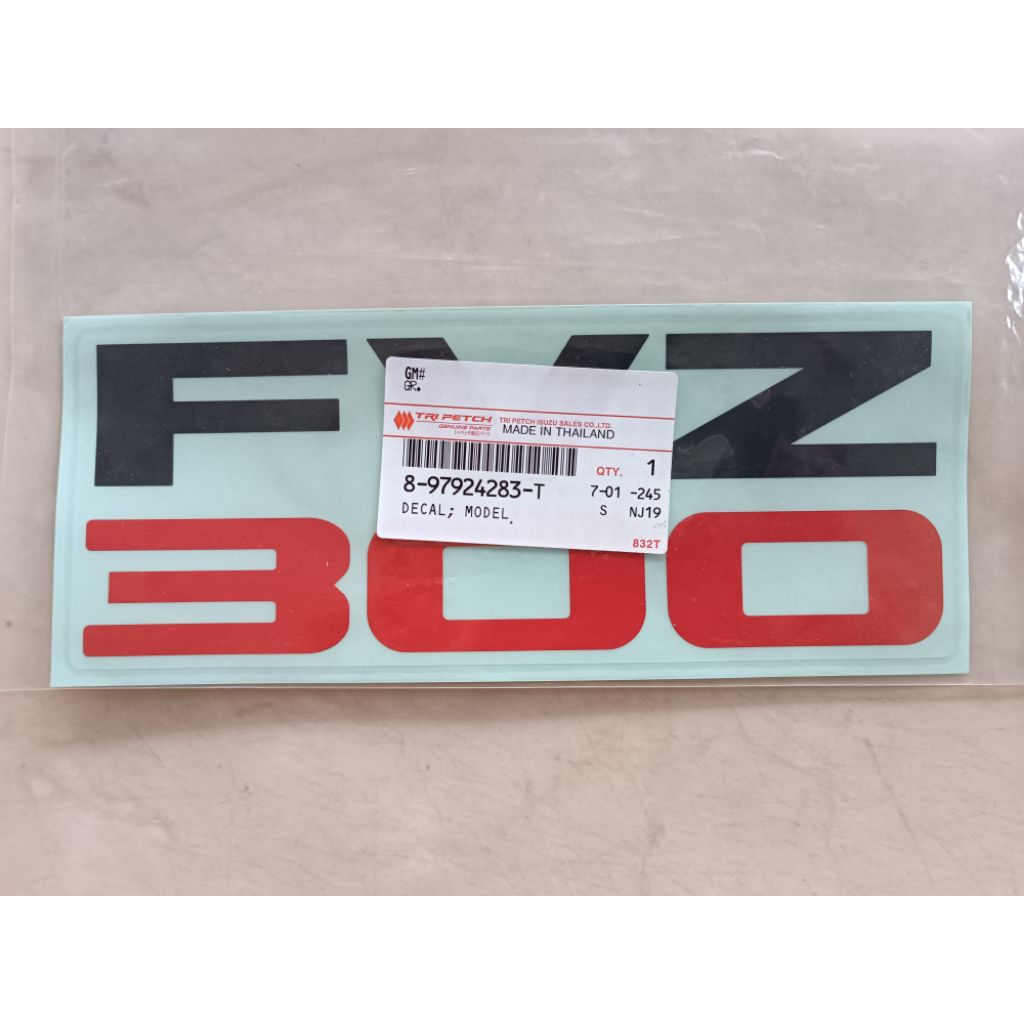 FVZ
300
GM#
GR.
TRI PETCH
GENUINE PARTS
TRI PETCH ISUZU SALES CO.,LTD.
MADE IN THAILAND
QTY. 1
8-97924283-T
7-01 -245
DECAL; MODEL.
S NJ19
832T